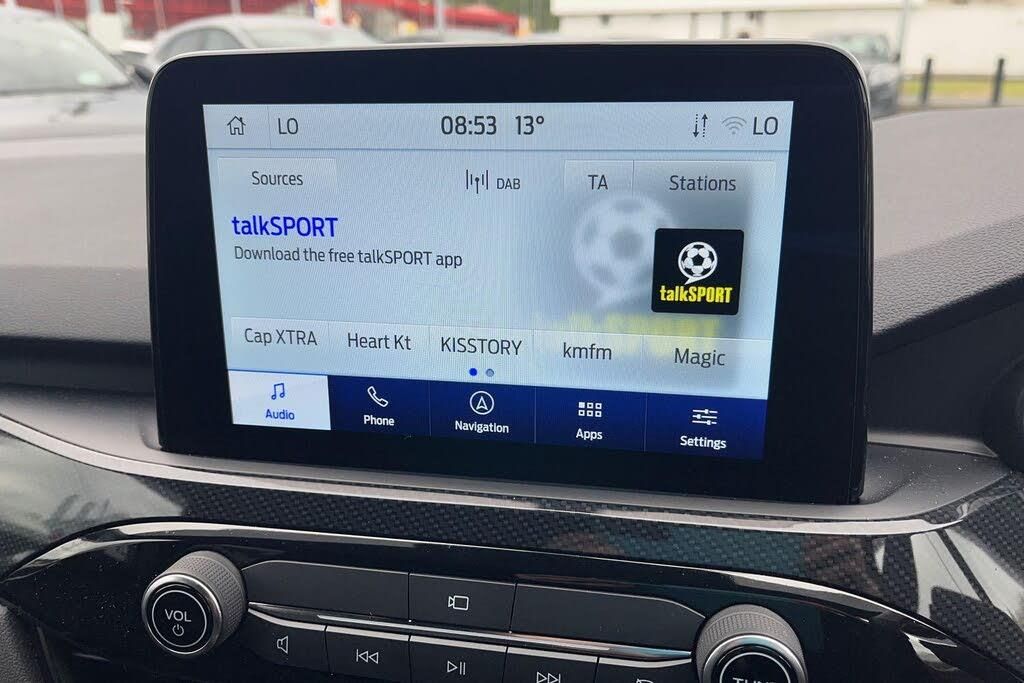 LO 08:53 13° LO
Sources DAB TA Stations
talkSPORT
Download the free talkSPORT app
talkSPORT
Cap XTRA Heart Kt KISSTORY kmfm Magic
Audio Phone Navigation Apps Settings
VOL
TUNE